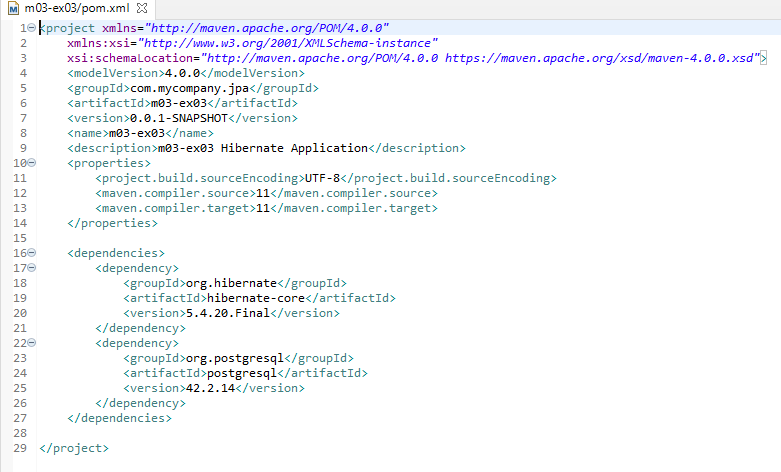 m03-ex03/pom.xml
1 <project xmlns="http://maven.apache.org/POM/4.0.0"
2 xmlns:xsi="http://www.w3.org/2001/XMLSchema-instance"
3 xsi:schemaLocation="http://maven.apache.org/POM/4.0.0 https://maven.apache.org/xsd/maven-4.0.0.xsd">
4 <modelVersion>4.0.0</modelVersion>
5 <groupId>com.mycompany.jpa</groupId>
6 <artifactId>m03-ex03</artifactId>
7 <version>0.0.1-SNAPSHOT</version>
8 <name>m03-ex03</name>
9 <description>m03-ex03 Hibernate Application</description>
10 <properties>
11 <project.build.sourceEncoding>UTF-8</project.build.sourceEncoding>
12 <maven.compiler.source>11</maven.compiler.source>
13 <maven.compiler.target>11</maven.compiler.target>
14 </properties>
15
16 <dependencies>
17 <dependency>
18 <groupId>org.hibernate</groupId>
19 <artifactId>hibernate-core</artifactId>
20 <version>5.4.20.Final</version>
21 </dependency>
22 <dependency>
23 <groupId>org.postgresql</groupId>
24 <artifactId>postgresql</artifactId>
25 <version>42.2.14</version>
26 </dependency>
27 </dependencies>
28
29 </project>